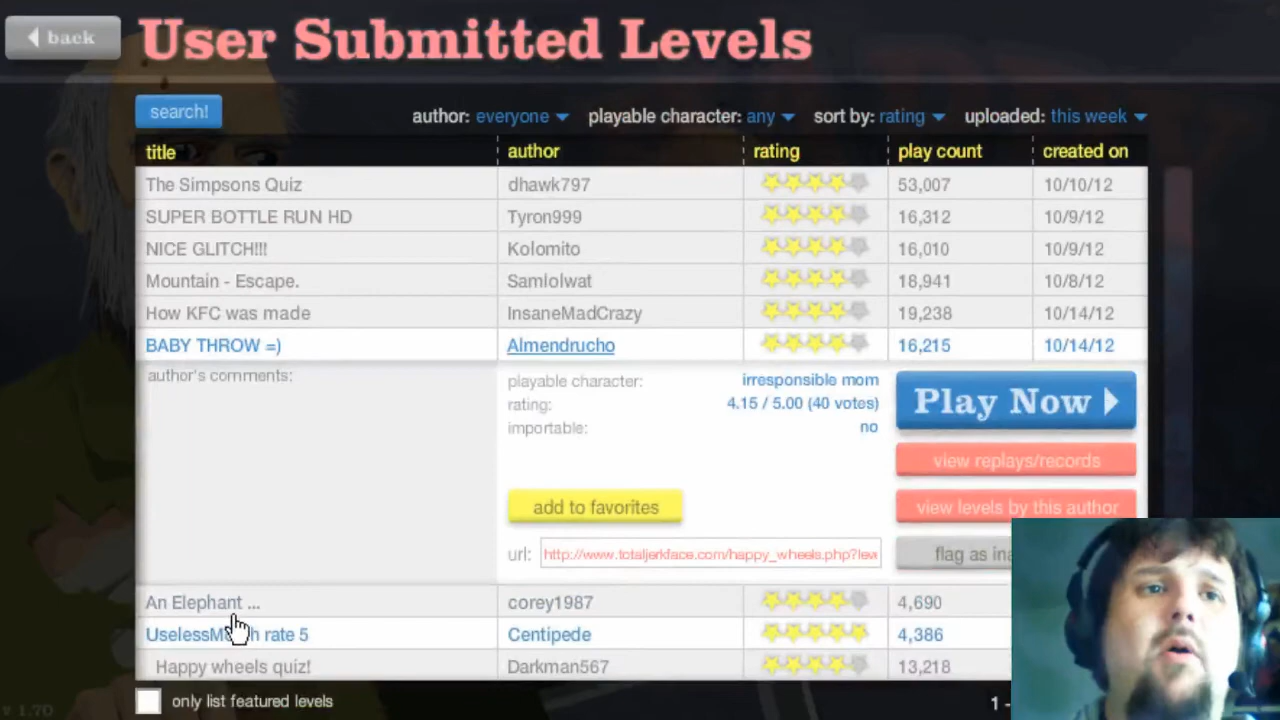 back
User Submitted Levels
search!
author: everyone playable character: any sort by: rating uploaded: this week
title author rating play count created on
The Simpsons Quiz dhawk797 53,007 10/10/12
SUPER BOTTLE RUN HD Tyron999 16,312 10/9/12
NICE GLITCH!!! Kolomito 16,010 10/9/12
Mountain - Escape. Samlolwat 18,941 10/8/12
How KFC was made InsaneMadCrazy 19,238 10/14/12
BABY THROW =) Almendrucho 16,215 10/14/12
author's comments:
playable character: irresponsible mom
rating: 4.15 / 5.00 (40 votes)
importable: no
Play Now
view replays/records
view levels by this author
add to favorites
url: http://www.totaljerkface.com/happy_wheels.php?lev
flag as
An Elephant ... corey1987 4,690
rate 5 Centipede 4,386
Happy wheels quiz! Darkman567 13,218
only list featured levels
1 -
v 1.70